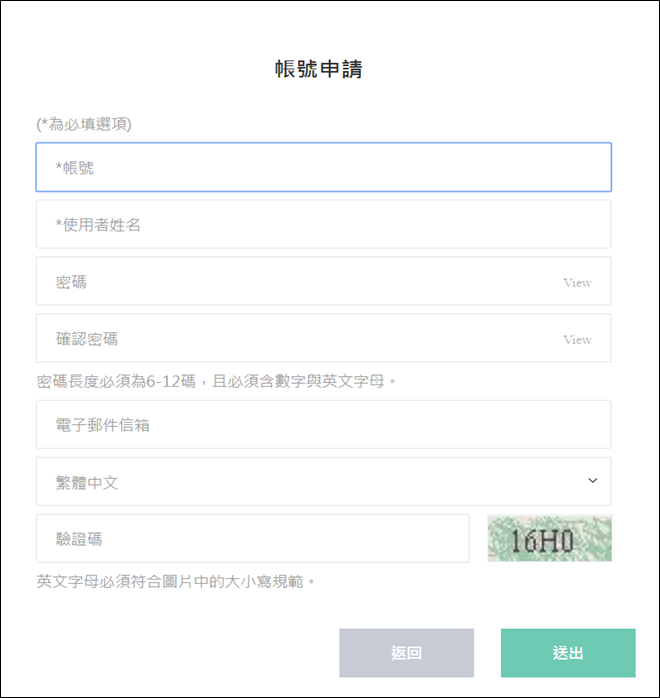 帳號申請
(*為必填選項)
*帳號
*使用者姓名
密碼 View
確認密碼 View
密碼長度必須為6-12碼，且必須含數字與英文字母。
電子郵件信箱
繁體中文
驗證碼 16H0
英文字母必須符合圖片中的大小寫規範。
返回 送出